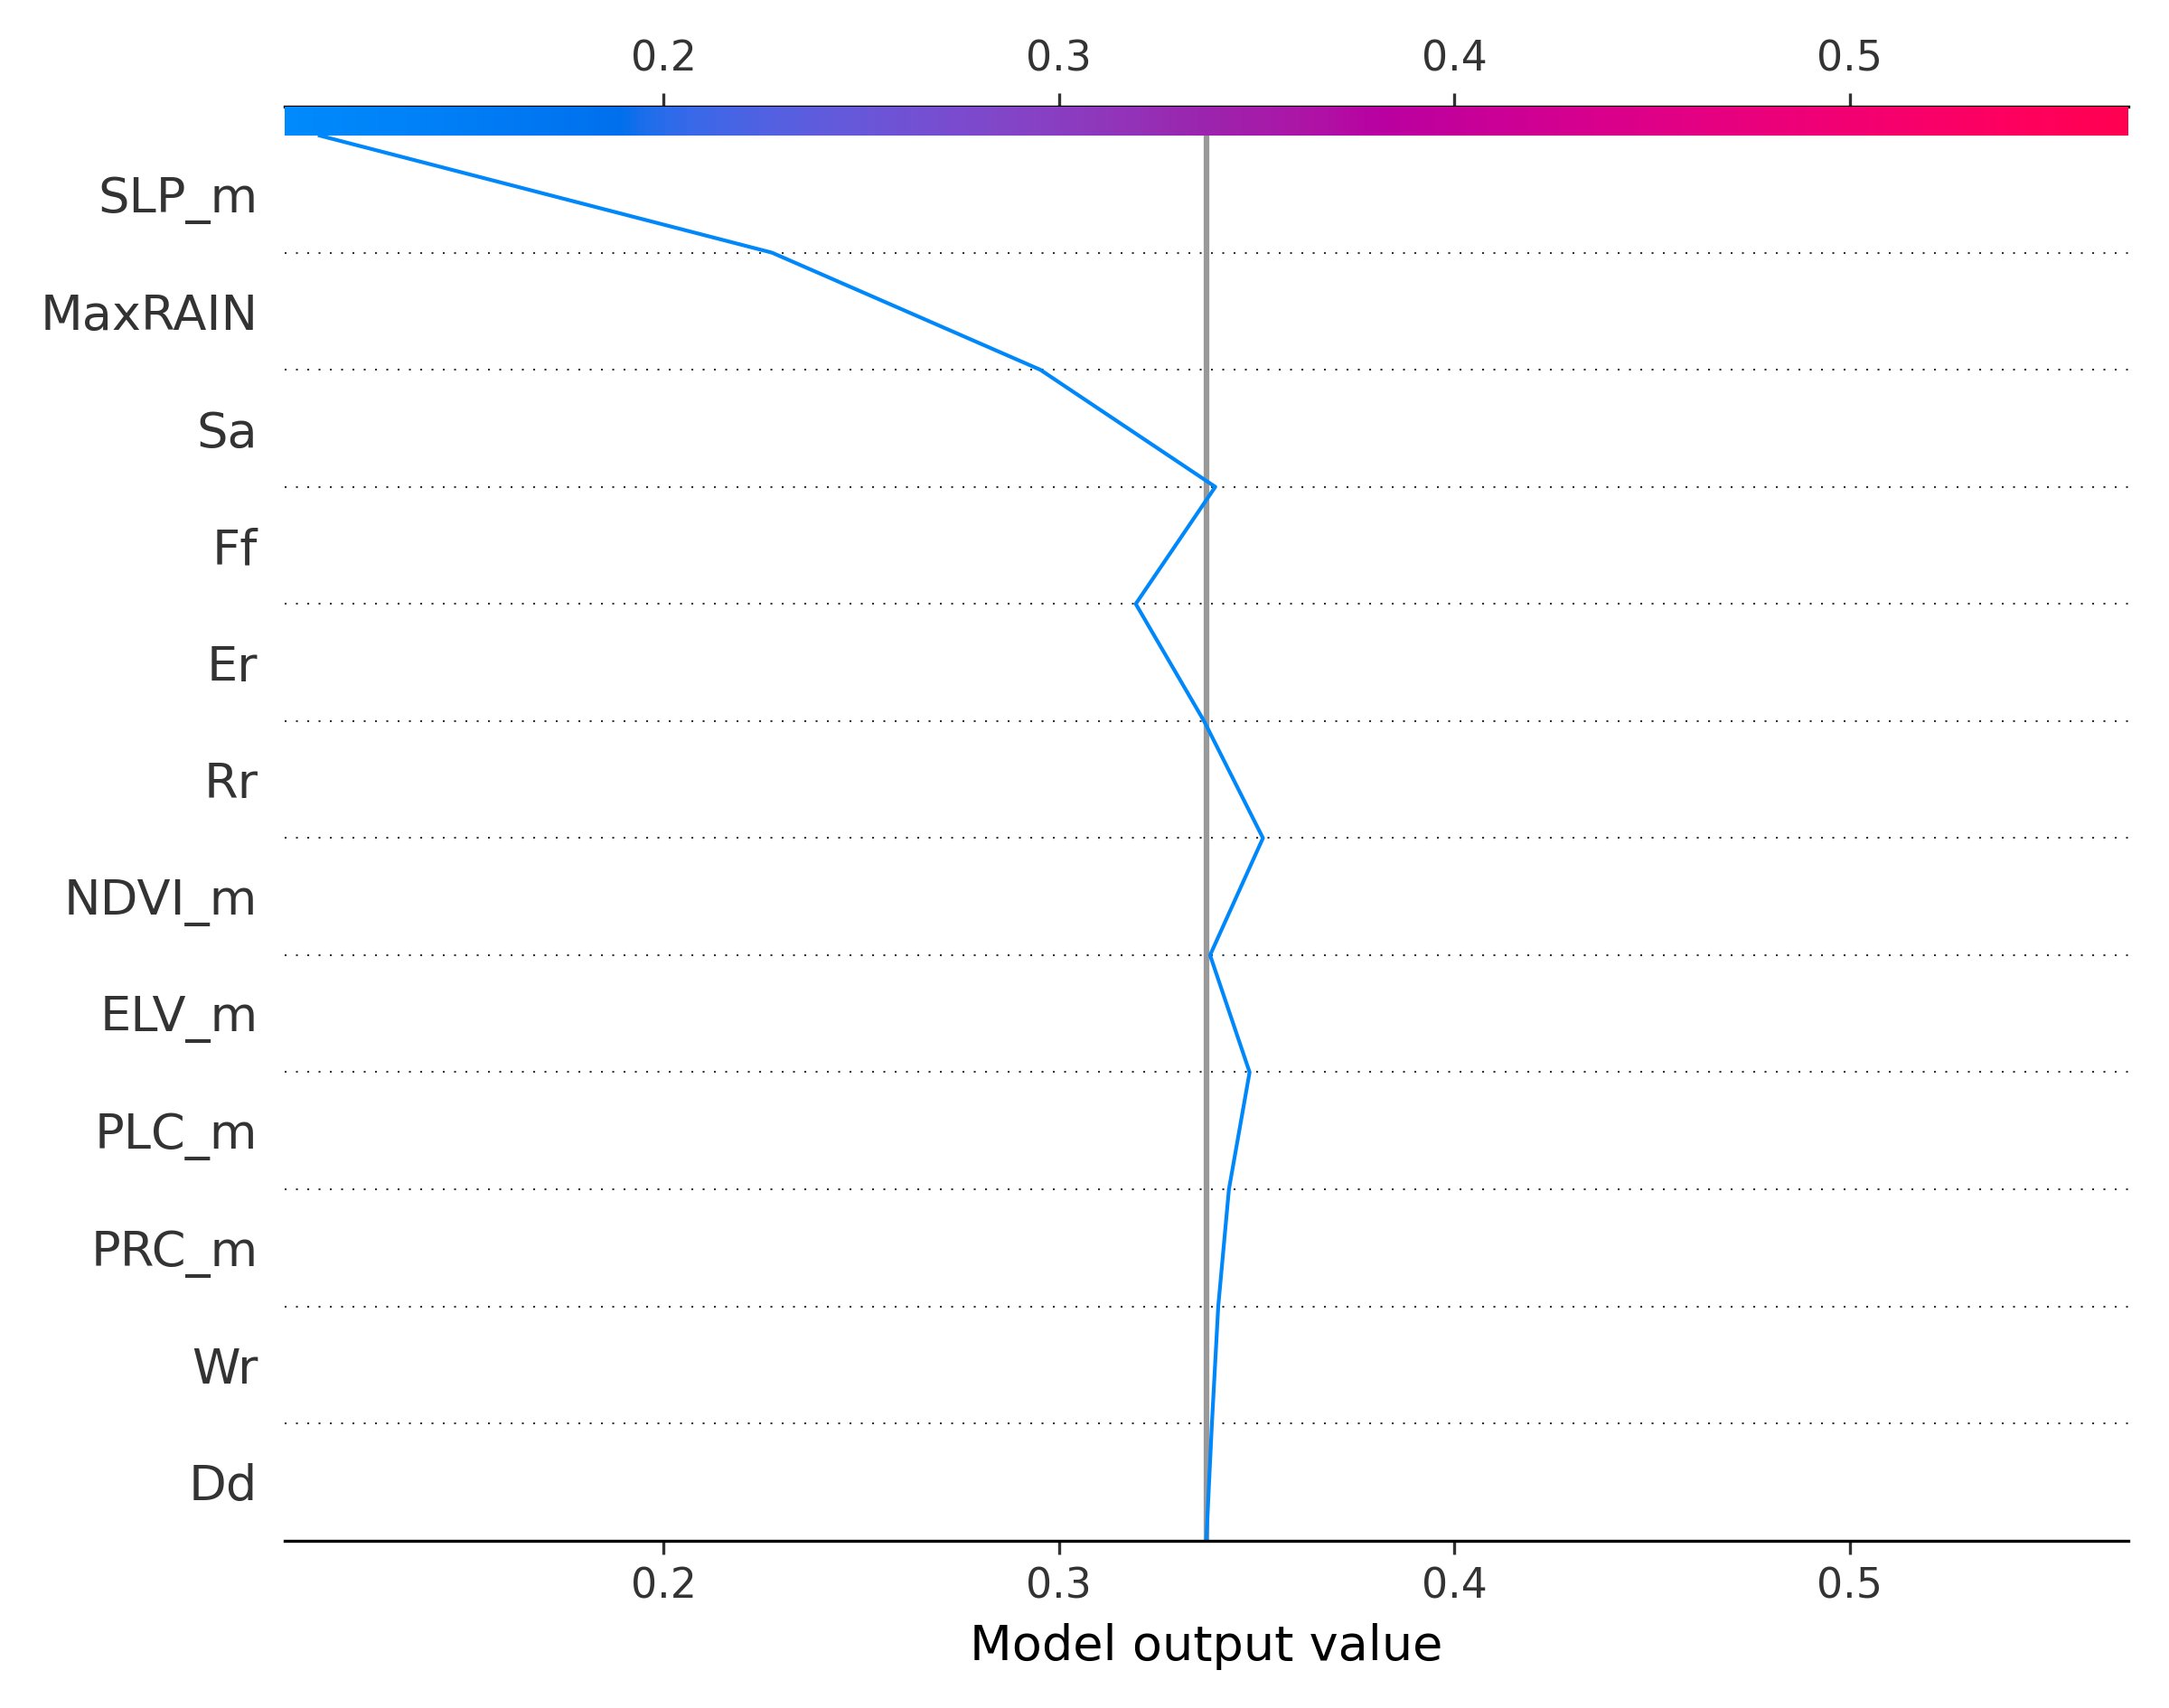 0.2 0.3 0.4 0.5
SLP_m
MaxRAIN
Sa
Ff
Er
Rr
NDVI_m
ELV_m
PLC_m
PRC_m
Wr
Dd
0.2 0.3 0.4 0.5
Model output value